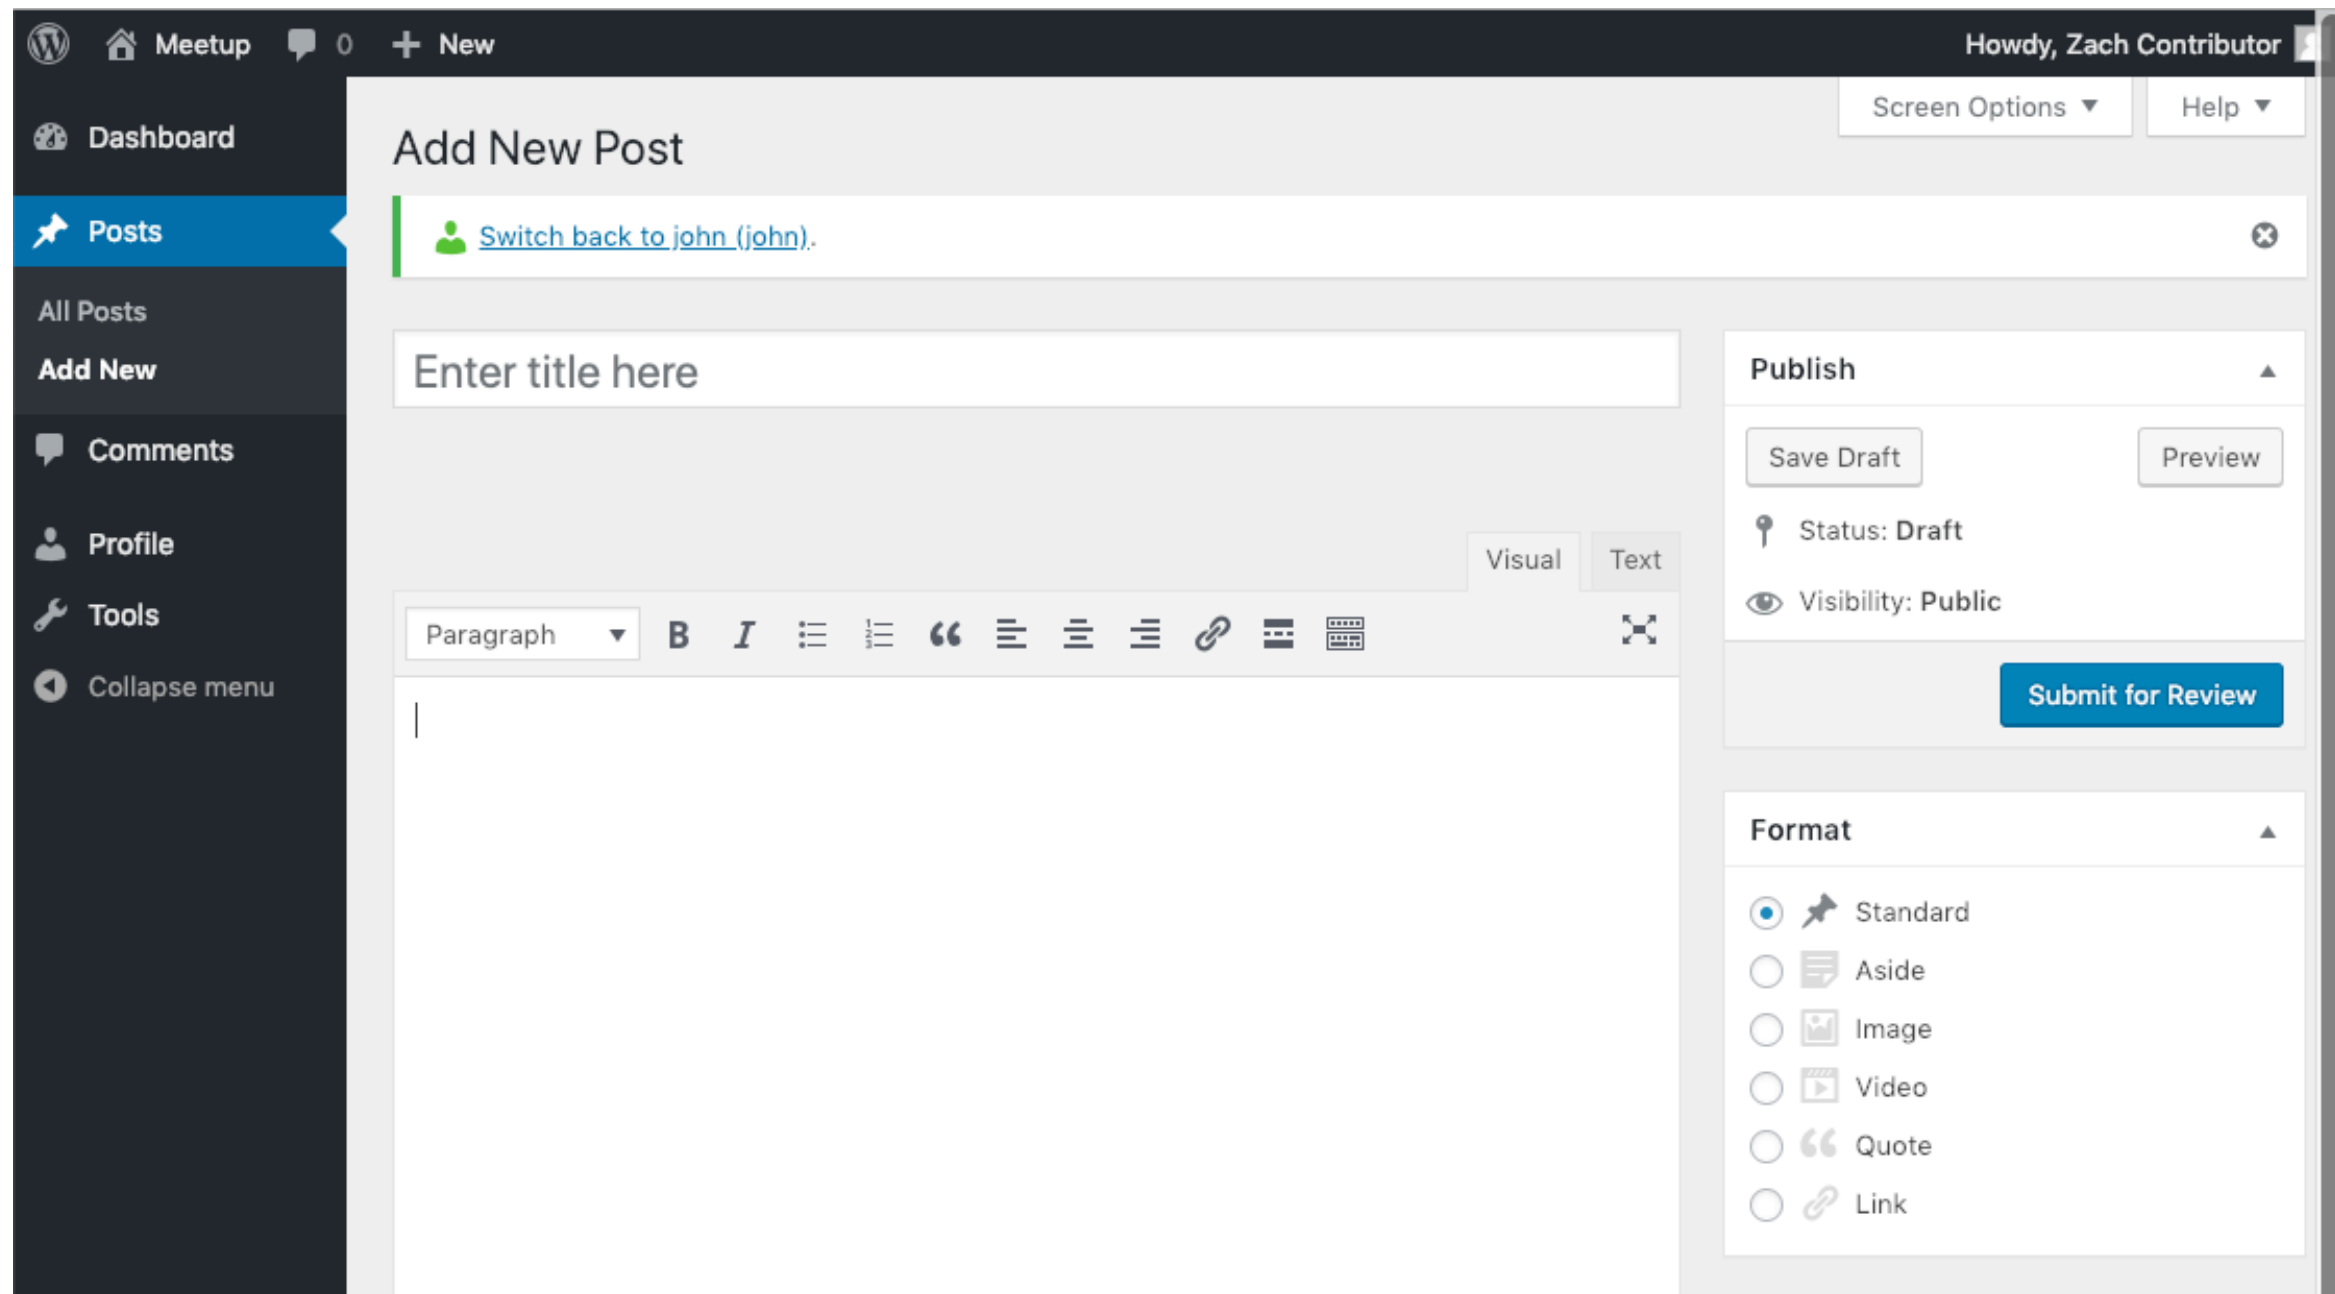 Meetup 0 New Howdy, Zach Contributor
Screen Options Help
Dashboard
Posts
All Posts
Add New
Comments
Profile
Tools
Collapse menu
Add New Post
Switch back to john (john).
Enter title here
Visual Text
Paragraph
Publish
Save Draft Preview
Status: Draft
Visibility: Public
Submit for Review
Format
Standard
Aside
Image
Video
Quote
Link